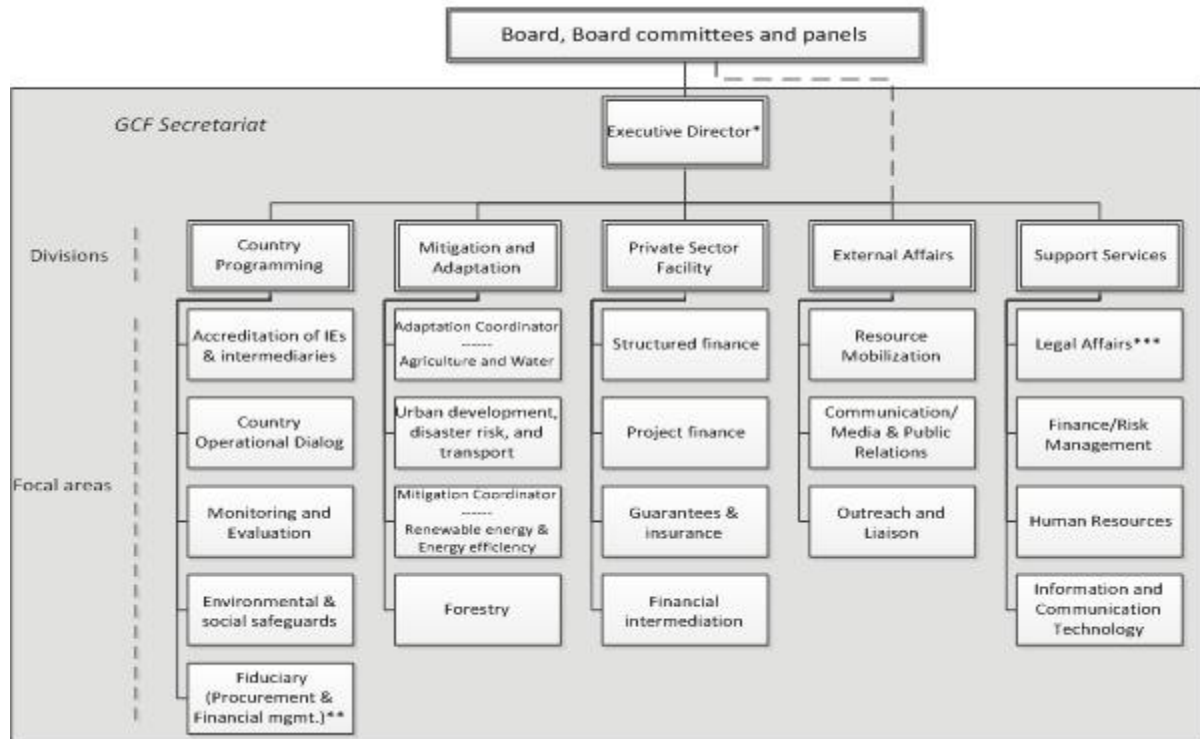 Board, Board committees and panels
GCF Secretariat
Executive Director*
Divisions
Country
Programming
Mitigation and
Adaptation
Private Sector
Facility
External Affairs
Support Services
Focal areas
Accreditation of IEs
& intermediaries
Country
Operational Dialog
Monitoring and
Evaluation
Environmental &
social safeguards
Fiduciary
(Procurement &
Financial mgmt.)**
Adaptation Coordinator
------
Agriculture and Water
Urban development,
disaster risk, and
transport
Mitigation Coordinator
------
Renewable energy &
Energy efficiency
Forestry
Structured finance
Project finance
Guarantees &
insurance
Financial
intermediation
Resource
Mobilization
Communication/
Media & Public
Relations
Outreach and
Liaison
Legal Affairs***
Finance/Risk
Management
Human Resources
Information and
Communication
Technology